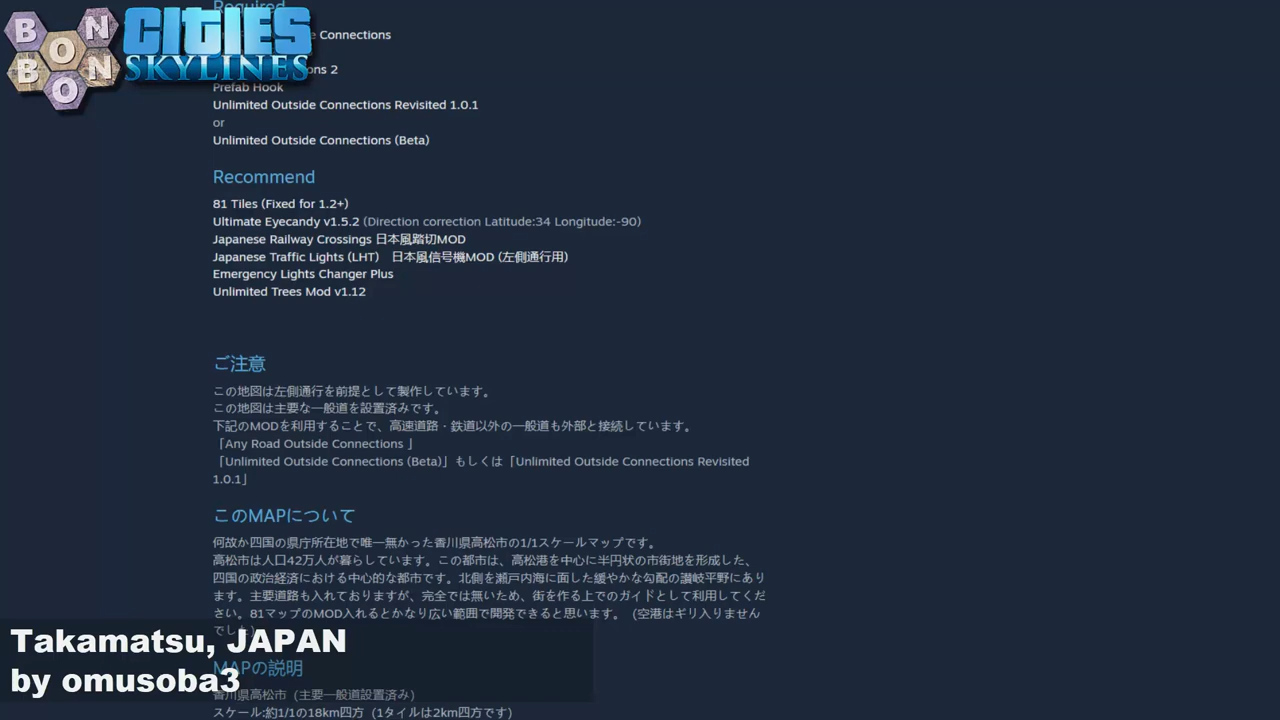 Required
BON
BON
CITIES
SKYLINES
e Connections
ons 2
Prefab Hook
Unlimited Outside Connections Revisited 1.0.1
or
Unlimited Outside Connections (Beta)
Recommend
81 Tiles (Fixed for 1.2+)
Ultimate Eyecandy v1.5.2 (Direction correction Latitude:34 Longitude:-90)
Japanese Railway Crossings 日本風踏切MOD
Japanese Traffic Lights (LHT) 日本風信号機MOD (左側通行用)
Emergency Lights Changer Plus
Unlimited Trees Mod v1.12
ご注意
この地図は左側通行を前提として製作しています。
この地図は主要な一般道を設置済みです。
下記のMODを利用することで、高速道路・鉄道以外の一般道も外部と接続しています。
「Any Road Outside Connections 」
「Unlimited Outside Connections (Beta)」もしくは「Unlimited Outside Connections Revisited
1.0.1」
このMAPについて
何故か四国の県庁所在地で唯一無かった香川県高松市の1/1スケールマップです。
高松市は人口42万人が暮らしています。この都市は、高松港を中心に半円状の市街地を形成した、
四国の政治経済における中心的な都市です。北側を瀬戸内海に面した緩やかな勾配の讃岐平野にあり
ます。主要道路も入れておりますが、完全では無いため、街を作る上でのガイドとして利用してくだ
さい。81マップのMOD入れるとかなり広い範囲で開発できると思います。（空港はギリ入りません
でした）
Takamatsu, JAPAN
by omusoba3
MAPの説明
香川県高松市（主要一般道設置済み）
スケール:約1/1の18km四方（1タイルは2km四方です）